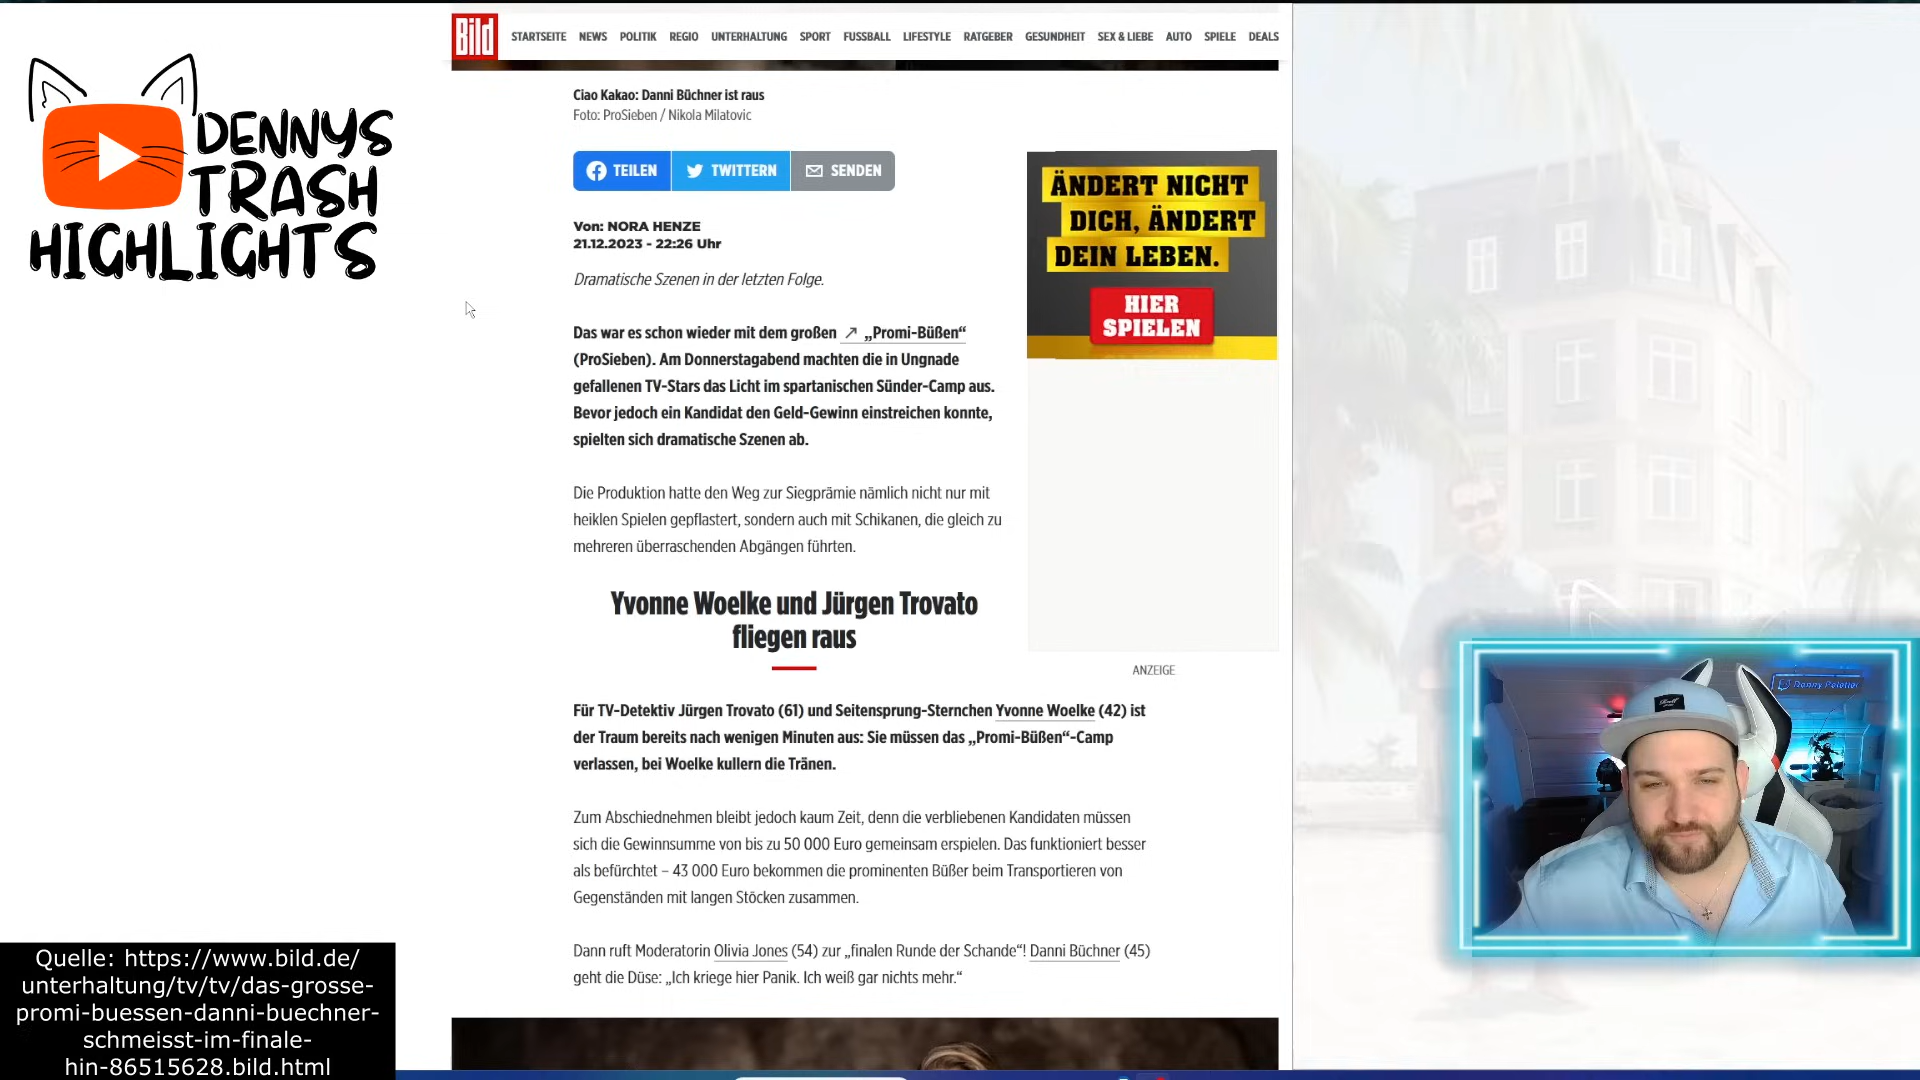 Bild
STARTSEITE NEWS POLITIK REGIO UNTERHALTUNG SPORT FUSSBALL LIFESTYLE RATGEBER GESUNDHEIT SEX & LIEBE AUTO SPIELE DEALS
DENNYS
TRASH
HIGHLIGHTS
Ciao Kakao: Danni Büchner ist raus
Foto: ProSieben / Nikola Milatovic
TEILEN TWITTERN SENDEN
Von: NORA HENZE
21.12.2023 - 22:26 Uhr
Dramatische Szenen in der letzten Folge.
Das war es schon wieder mit dem großen „Promi-Büßen“
(ProSieben). Am Donnerstagabend machten die in Ungnade
gefallenen TV-Stars das Licht im spartanischen Sünder-Camp aus.
Bevor jedoch ein Kandidat den Geld-Gewinn einstreichen konnte,
spielten sich dramatische Szenen ab.
Die Produktion hatte den Weg zur Siegprämie nämlich nicht nur mit
heiklen Spielen gepflastert, sondern auch mit Schikanen, die gleich zu
mehreren überraschenden Abgängen führten.
ÄNDERT NICHT
DICH, ÄNDERT
DEIN LEBEN.
HIER
SPIELEN
ANZEIGE
Yvonne Woelke und Jürgen Trovato
fliegen raus
Für TV-Detektiv Jürgen Trovato (61) und Seitensprung-Sternchen Yvonne Woelke (42) ist
der Traum bereits nach wenigen Minuten aus: Sie müssen das „Promi-Büßen“-Camp
verlassen, bei Woelke kullern die Tränen.
Zum Abschiednehmen bleibt jedoch kaum Zeit, denn die verbliebenen Kandidaten müssen
sich die Gewinnsumme von bis zu 50 000 Euro gemeinsam erspielen. Das funktioniert besser
als befürchtet – 43 000 Euro bekommen die prominenten Büßer beim Transportieren von
Gegenständen mit langen Stöcken zusammen.
Dann ruft Moderatorin Olivia Jones (54) zur „finalen Runde der Schande“! Danni Büchner (45)
geht die Düse: „Ich kriege hier Panik. Ich weiß gar nichts mehr.“
Quelle: https://www.bild.de/
unterhaltung/tv/tv/das-grosse-
promi-buessen-danni-buechner-
schmeisst-im-finale-
hin-86515628.bild.html